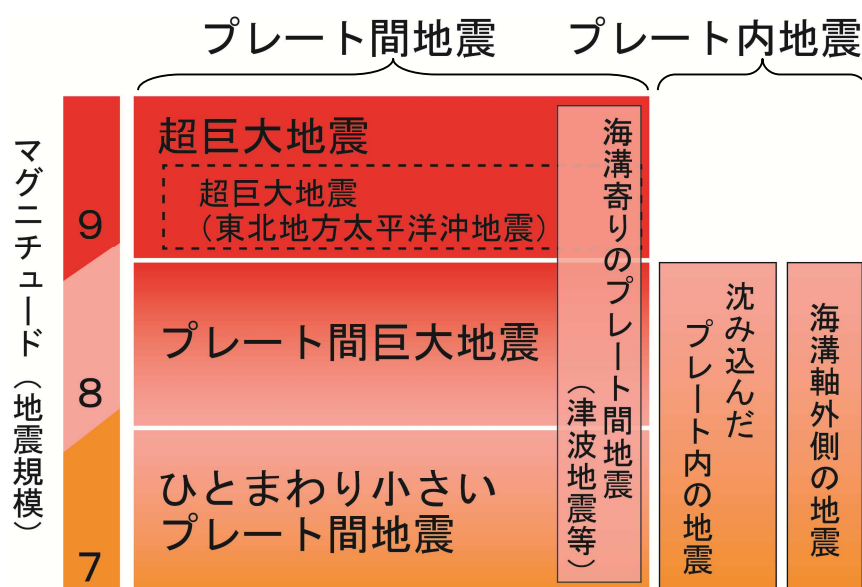 プレート間地震
プレート内地震
マグニチュード（地震規模）
9
8
7
超巨大地震
超巨大地震
（東北地方太平洋沖地震）
プレート間巨大地震
ひとまわり小さい
プレート間地震
海溝寄りのプレート間地震
（津波地震等）
沈み込んだ
プレート内の地震
海溝軸外側の地震